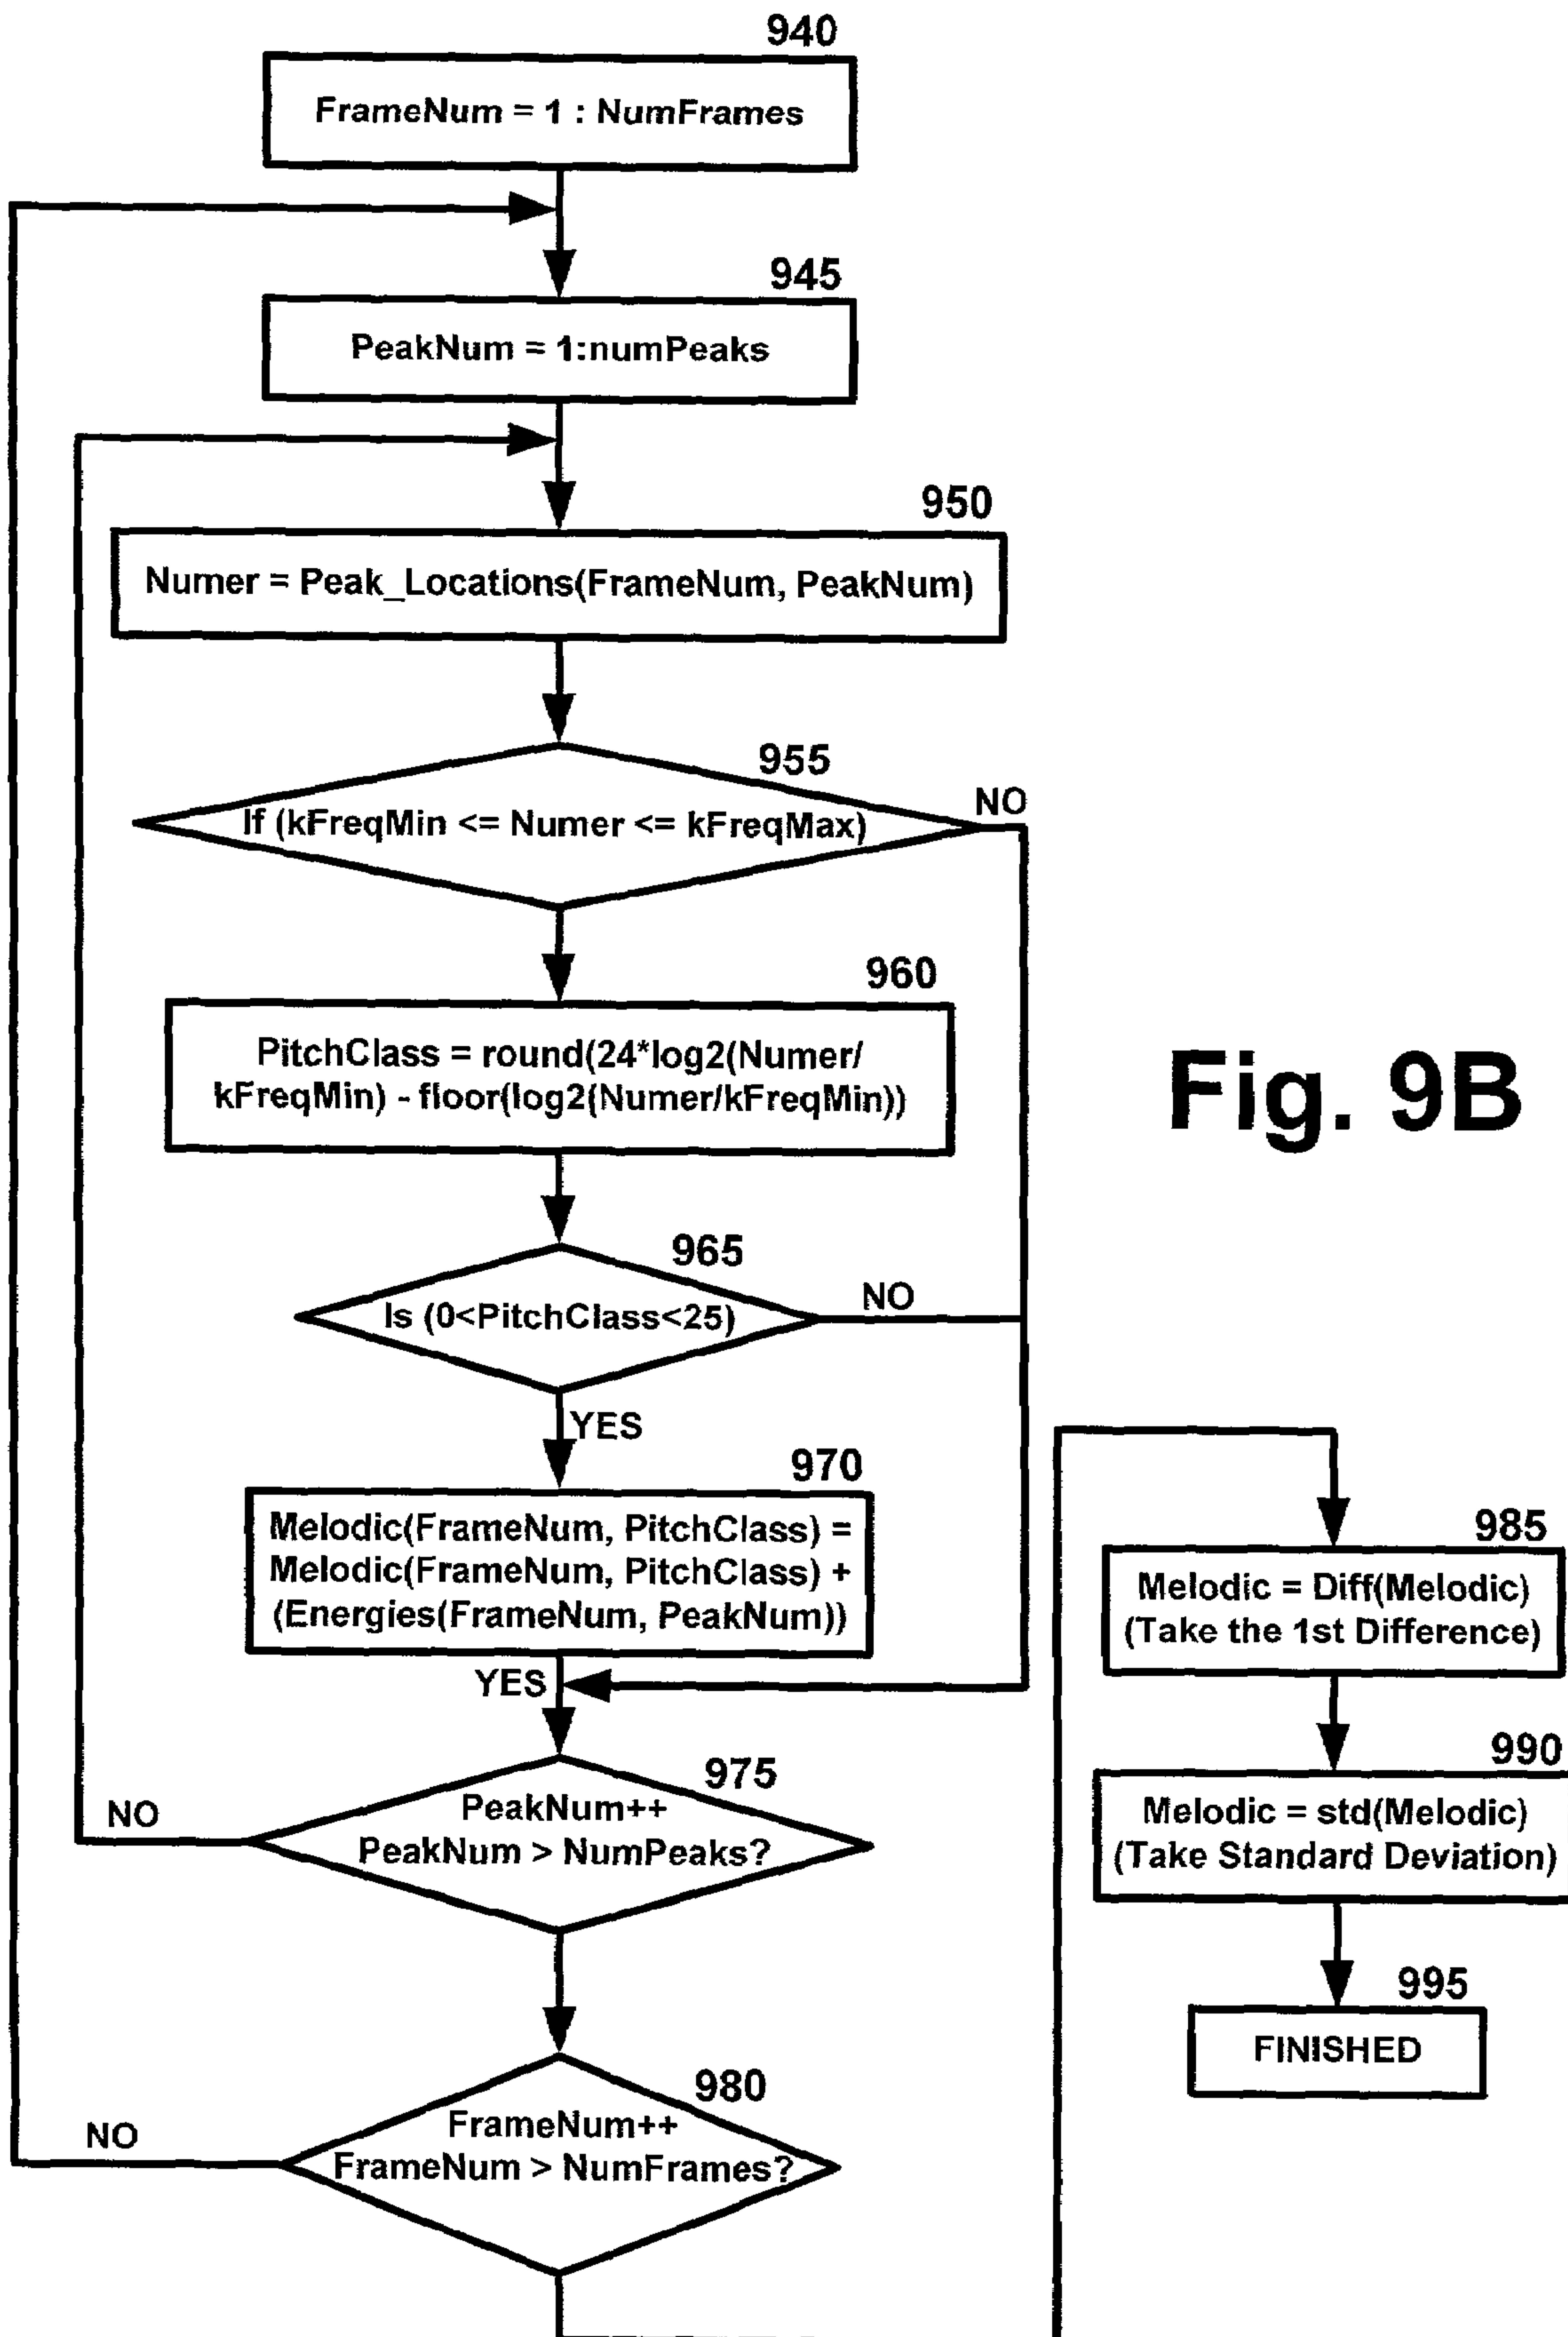 940
FrameNum = 1 : NumFrames
945
PeakNum = 1:numPeaks
950
Numer = Peak_Locations(FrameNum, PeakNum)
955
If (kFreqMin <= Numer <= kFreqMax)
NO
960
PitchClass = round(24*log2(Numer/
kFreqMin) - floor(log2(Numer/kFreqMin))
Fig. 9B
965
Is (0<PitchClass<25)
NO
YES
970
Melodic(FrameNum, PitchClass) =
Melodic(FrameNum, PitchClass) +
(Energies(FrameNum, PeakNum))
YES
975
PeakNum++
PeakNum > NumPeaks?
NO
980
FrameNum++
FrameNum > NumFrames?
NO
985
Melodic = Diff(Melodic)
(Take the 1st Difference)
990
Melodic = std(Melodic)
(Take Standard Deviation)
995
FINISHED